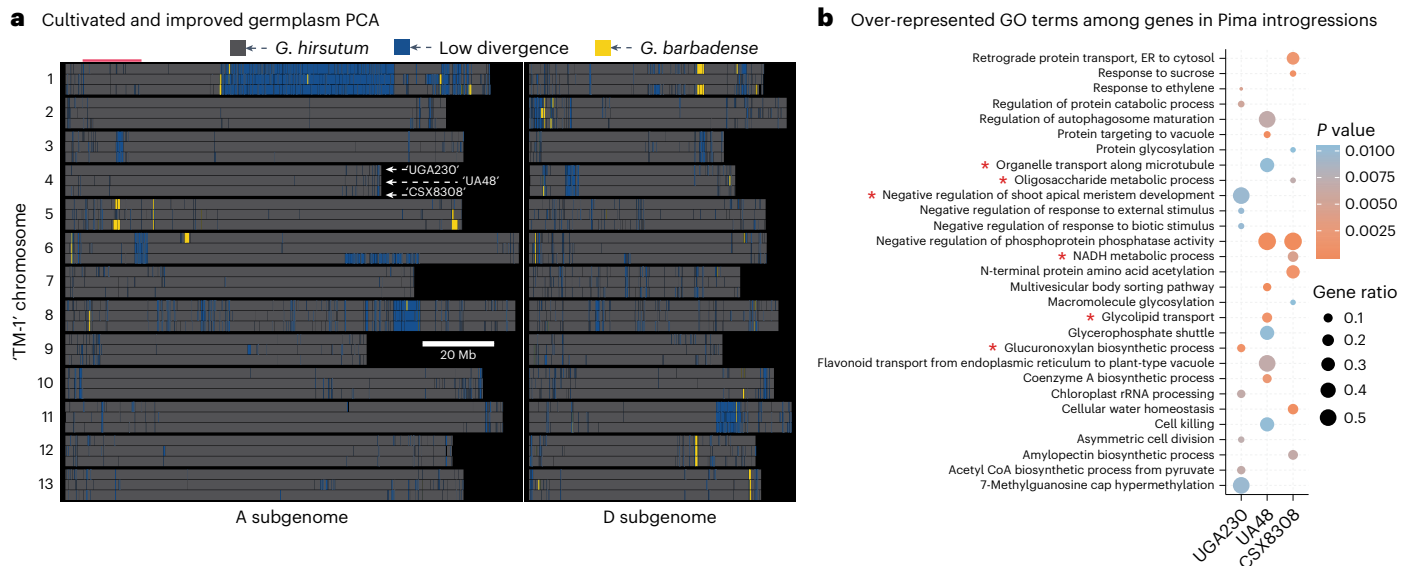 a Cultivated and improved germplasm PCA
G. hirsutum
Low divergence
G. barbadense
'TM-1' chromosome
1
2
3
4
5
6
7
8
9
10
11
12
13
'UGA230'
'UA48'
'CSX8308'
20 Mb
A subgenome
D subgenome
b Over-represented GO terms among genes in Pima introgressions
Retrograde protein transport, ER to cytosol
Response to sucrose
Response to ethylene
Regulation of protein catabolic process
Regulation of autophagosome maturation
Protein targeting to vacuole
Protein glycosylation
* Organelle transport along microtubule
* Oligosaccharide metabolic process
* Negative regulation of shoot apical meristem development
Negative regulation of response to external stimulus
Negative regulation of response to biotic stimulus
Negative regulation of phosphoprotein phosphatase activity
* NADH metabolic process
N-terminal protein amino acid acetylation
Multivesicular body sorting pathway
Macromolecule glycosylation
* Glycolipid transport
Glycerophosphate shuttle
* Glucuronoxylan biosynthetic process
Flavonoid transport from endoplasmic reticulum to plant-type vacuole
Coenzyme A biosynthetic process
Chloroplast rRNA processing
Cellular water homeostasis
Cell killing
Asymmetric cell division
Amylopectin biosynthetic process
Acetyl CoA biosynthetic process from pyruvate
7-Methylguanosine cap hypermethylation
UGA230
UA48
CSX8308
P value
0.0100
0.0075
0.0050
0.0025
Gene ratio
0.1
0.2
0.3
0.4
0.5